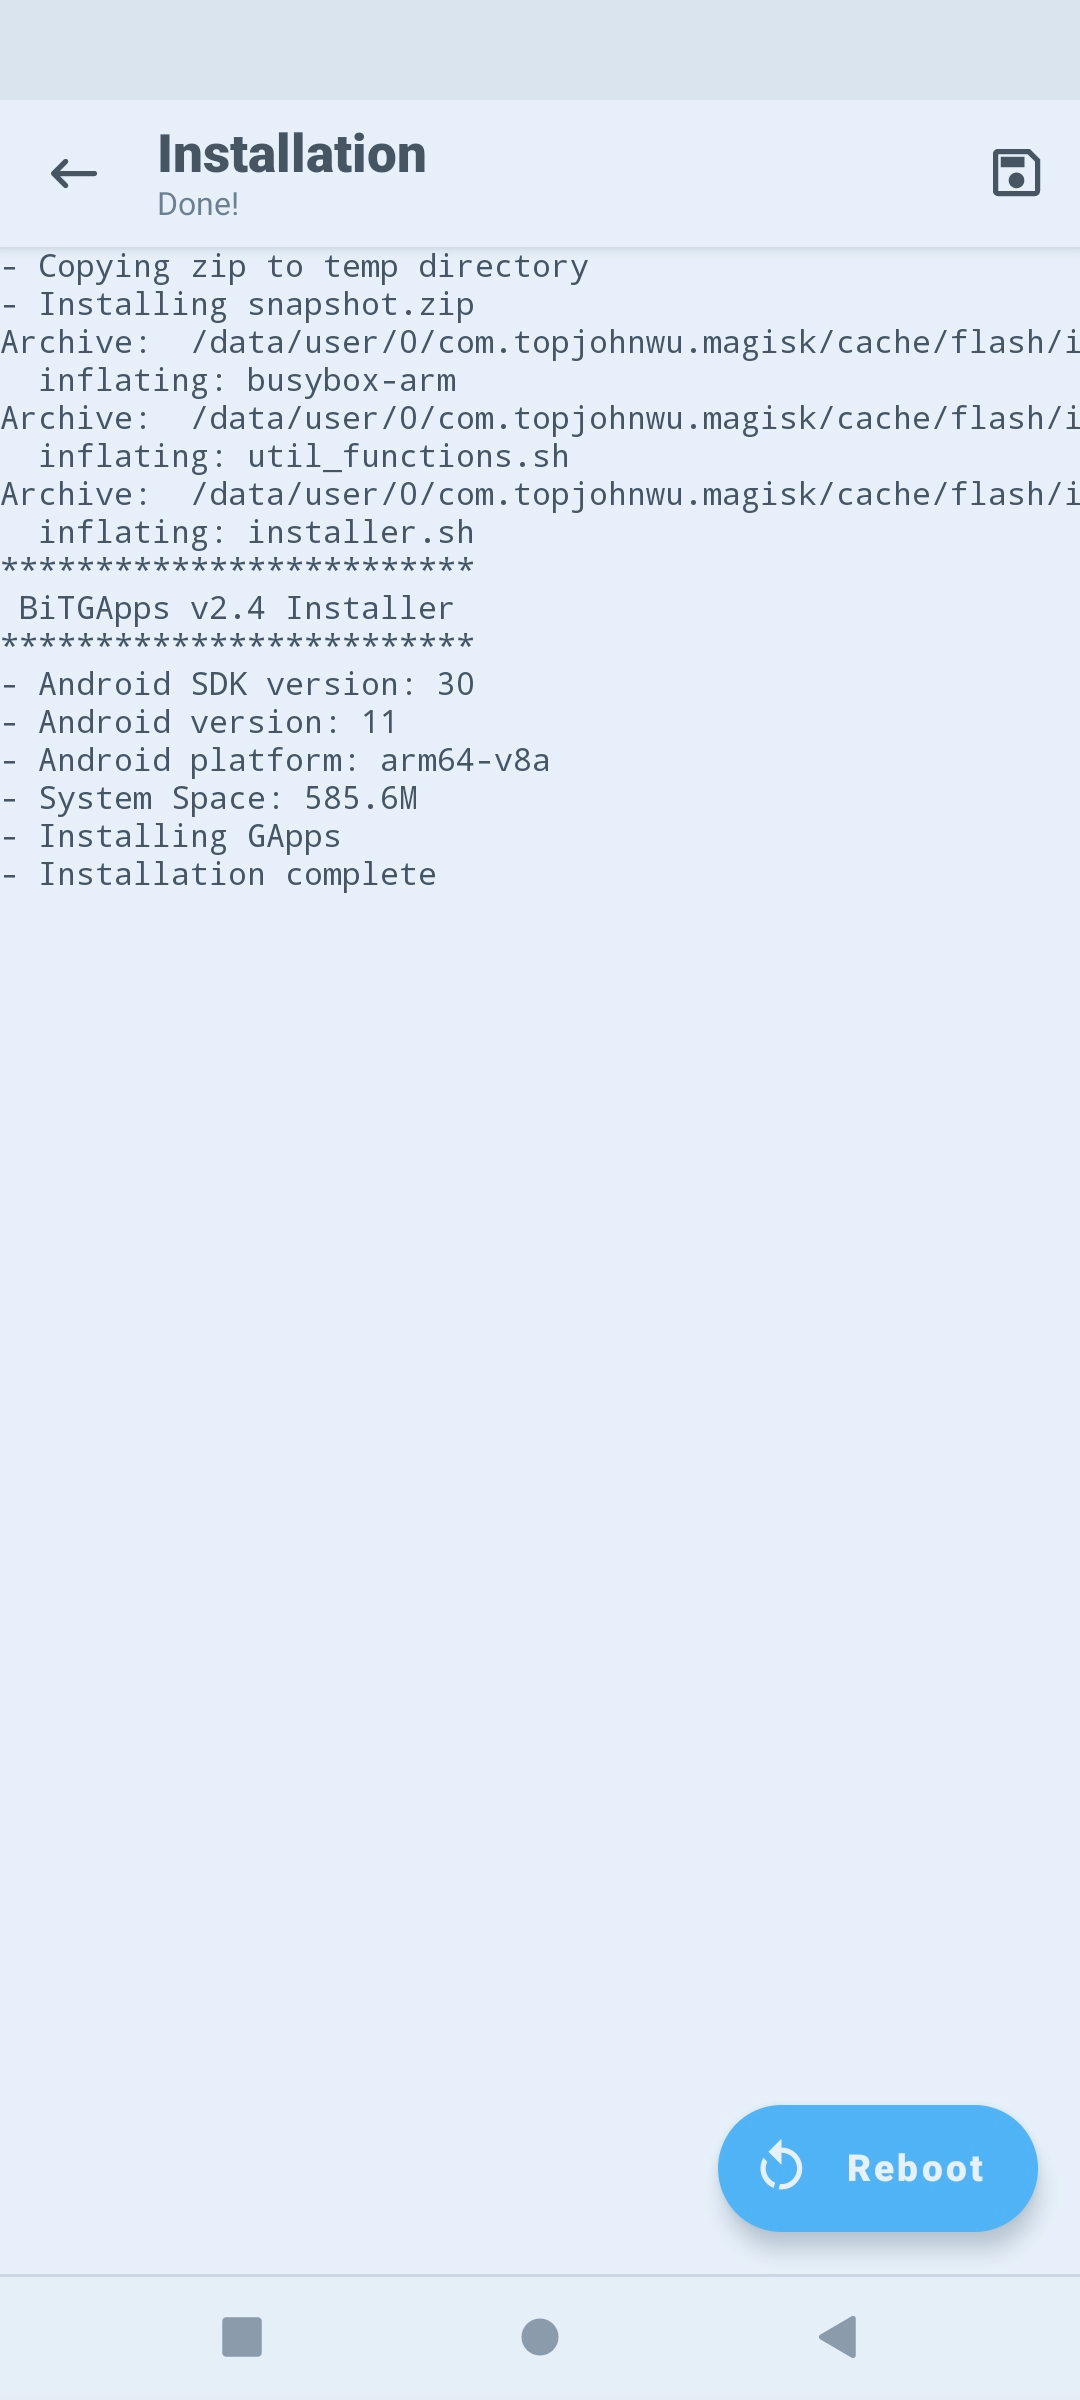 Installation
Done!
- Copying zip to temp directory
- Installing snapshot.zip
Archive:  /data/user/0/com.topjohnwu.magisk/cache/flash/i
  inflating: busybox-arm
Archive:  /data/user/0/com.topjohnwu.magisk/cache/flash/i
  inflating: util_functions.sh
Archive:  /data/user/0/com.topjohnwu.magisk/cache/flash/i
  inflating: installer.sh
*************************
 BiTGApps v2.4 Installer
*************************
- Android SDK version: 30
- Android version: 11
- Android platform: arm64-v8a
- System Space: 585.6M
- Installing GApps
- Installation complete
Reboot